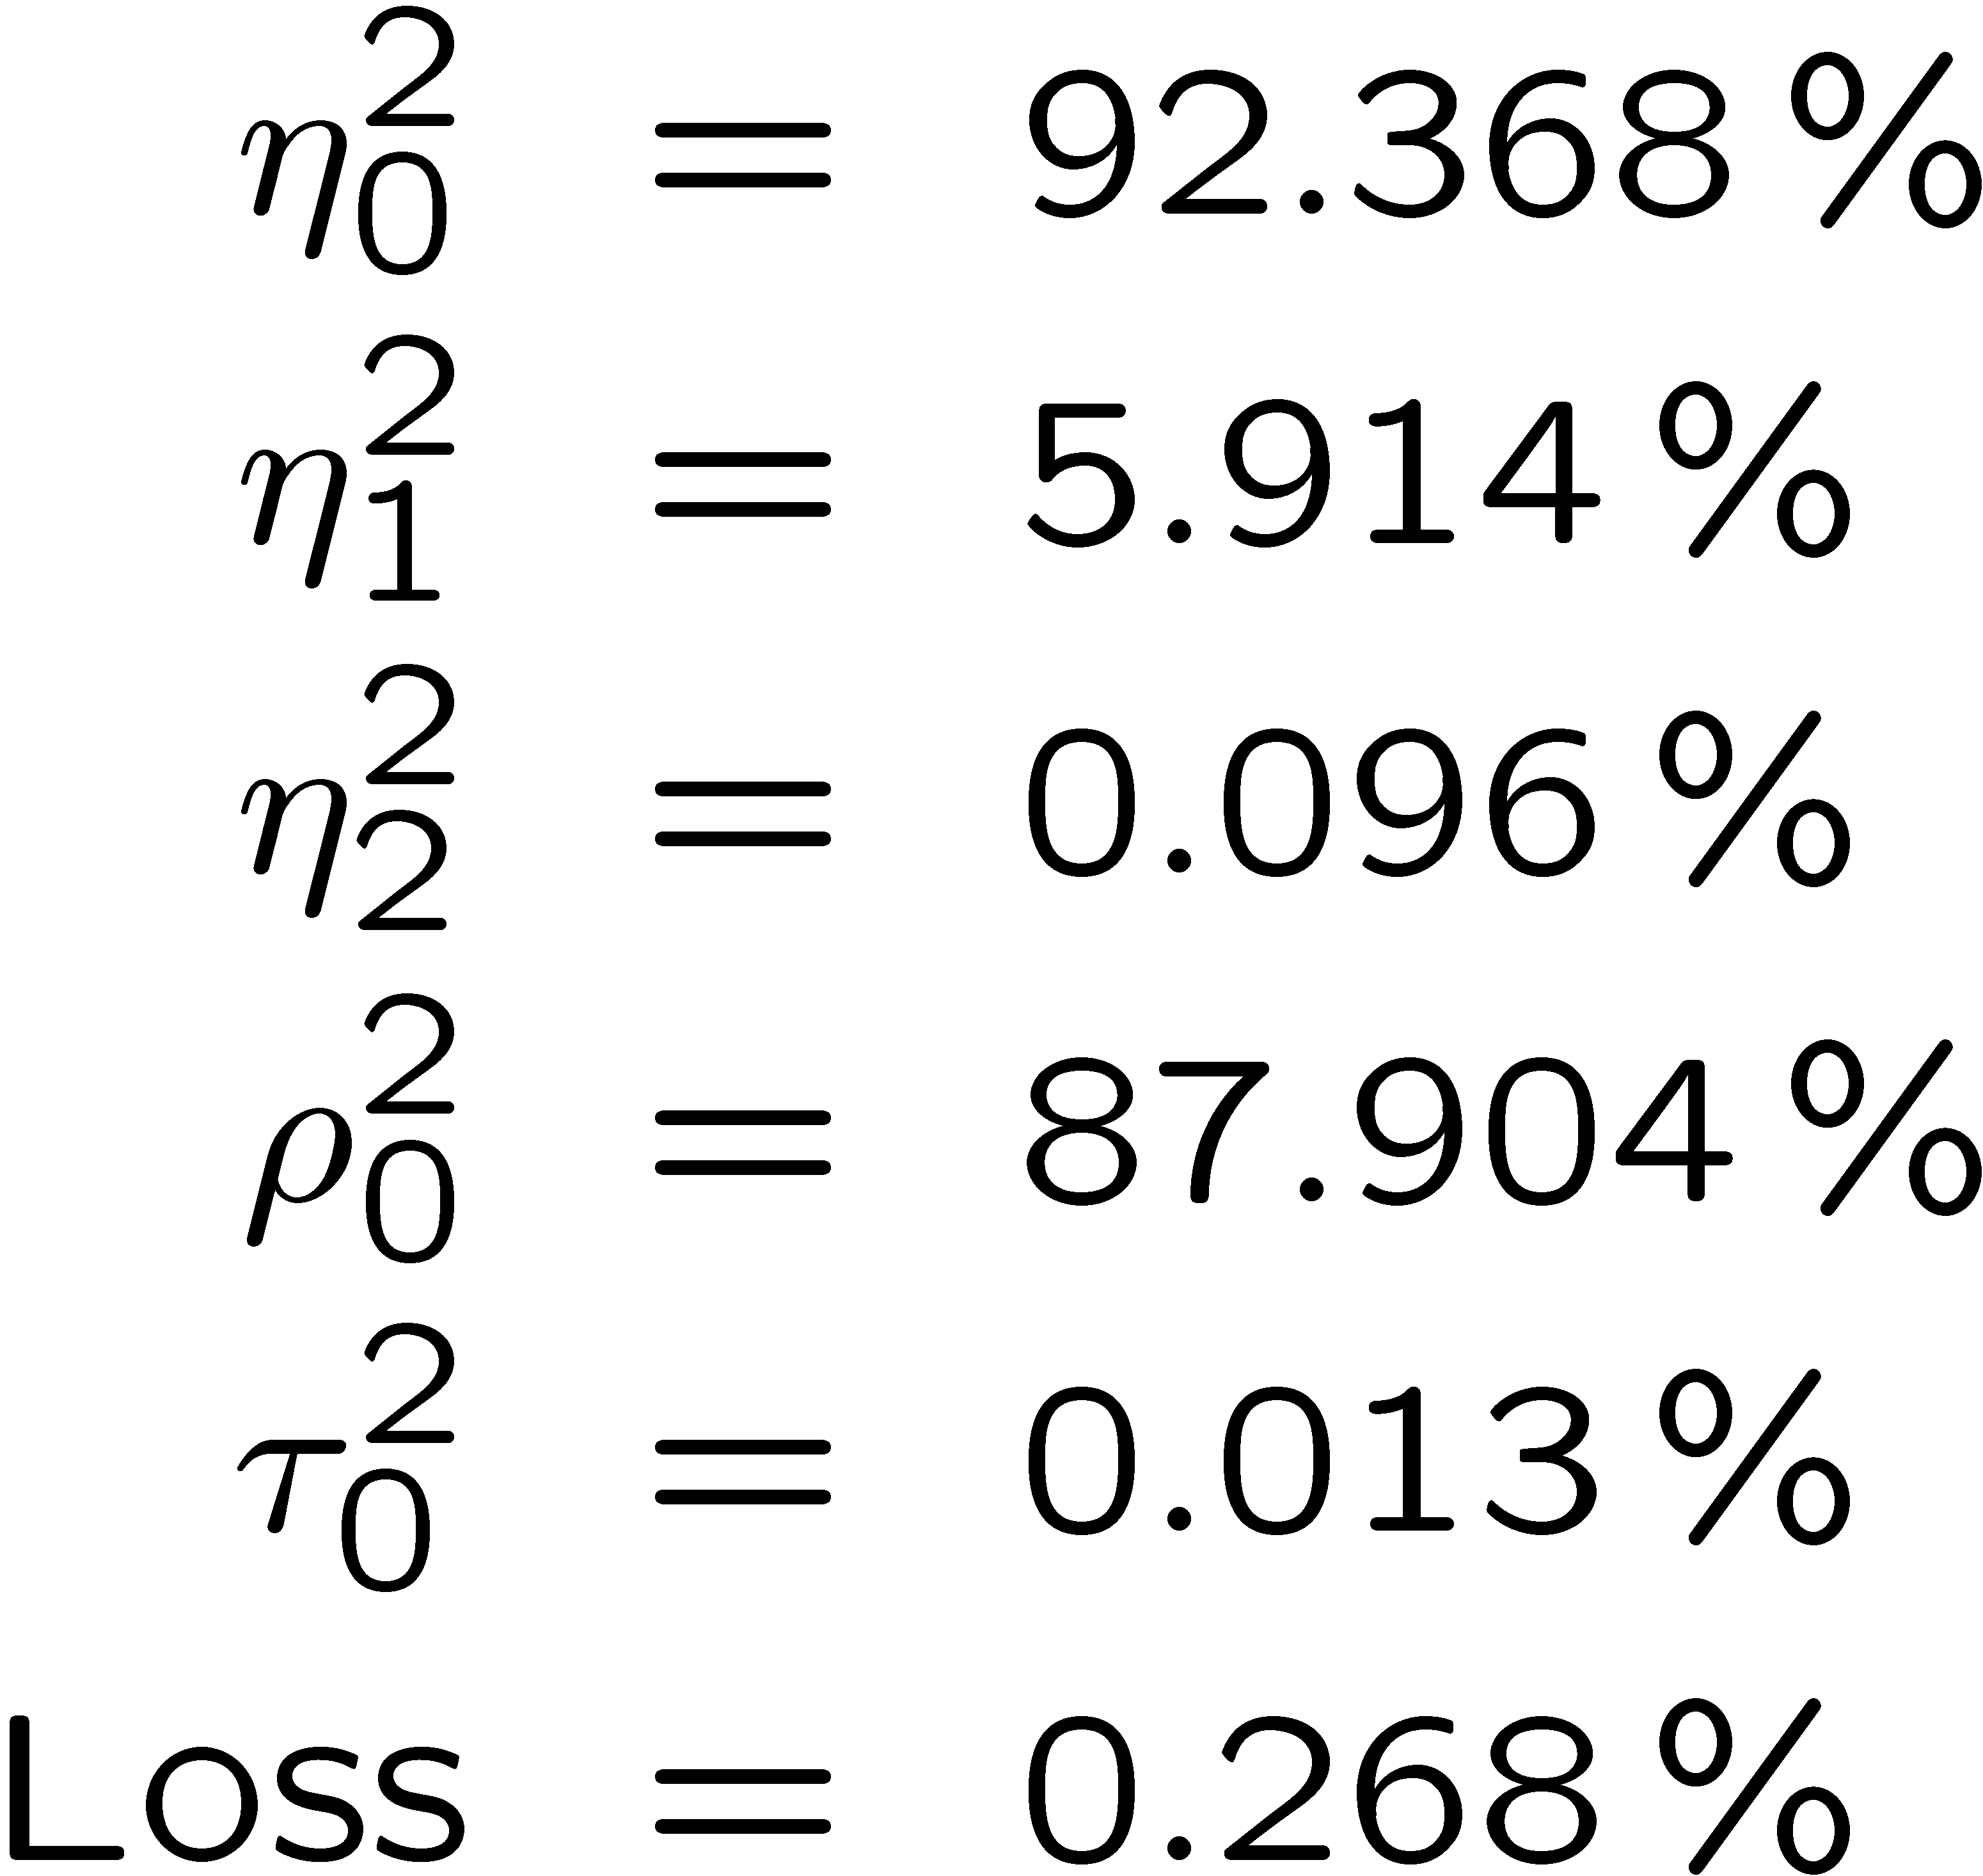 η₀² = 92.368 %
η₁² = 5.914 %
η₂² = 0.096 %
ρ₀² = 87.904 %
τ₀² = 0.013 %
Loss = 0.268 %